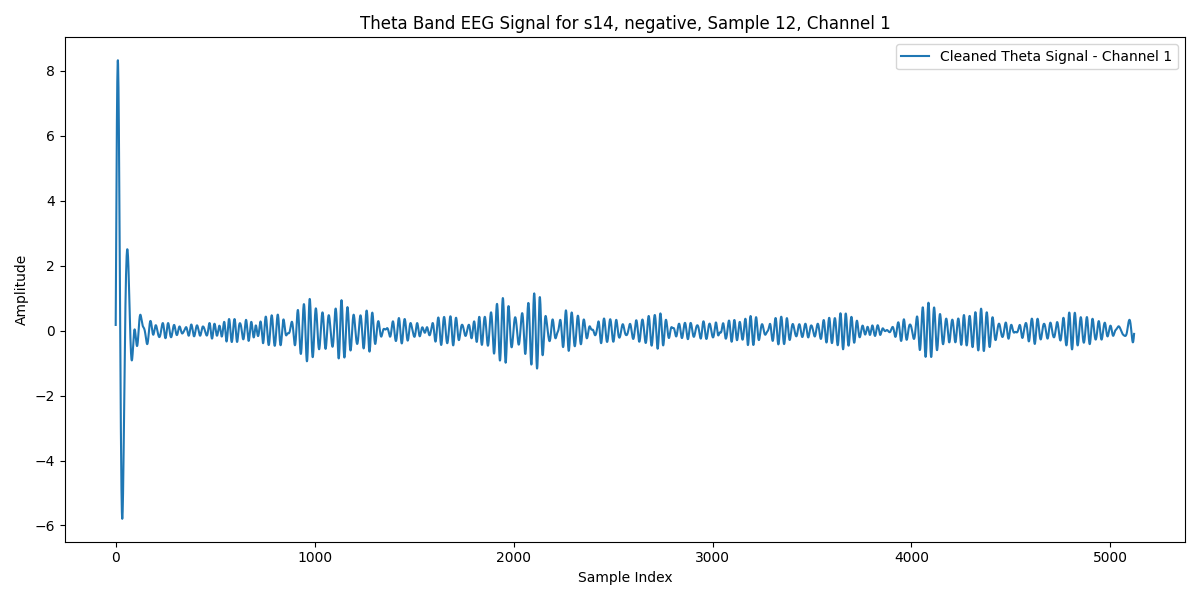 Theta Band EEG Signal for s14, negative, Sample 12, Channel 1
Cleaned Theta Signal - Channel 1
8
6
4
2
0
−2
−4
−6
Amplitude
0 1000 2000 3000 4000 5000
Sample Index